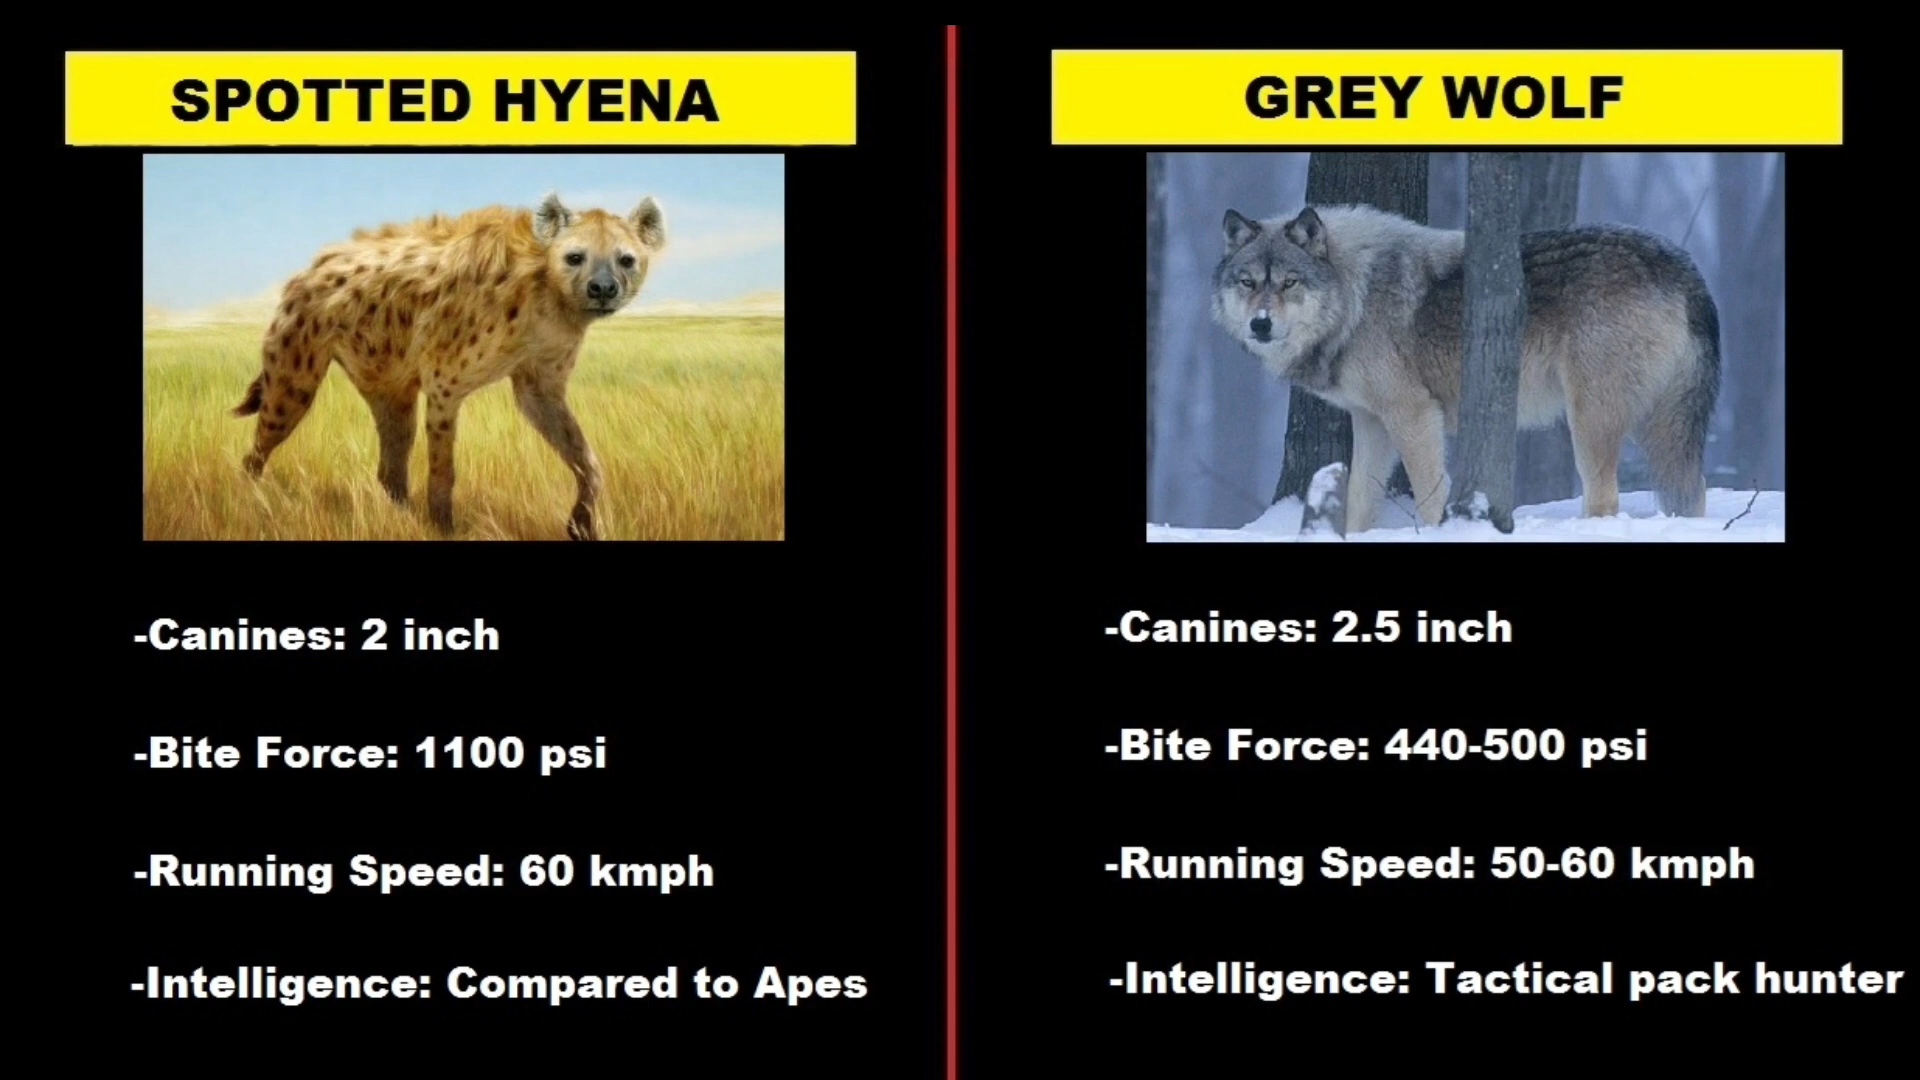 SPOTTED HYENA
-Canines: 2 inch
-Bite Force: 1100 psi
-Running Speed: 60 kmph
-Intelligence: Compared to Apes
GREY WOLF
-Canines: 2.5 inch
-Bite Force: 440-500 psi
-Running Speed: 50-60 kmph
-Intelligence: Tactical pack hunter